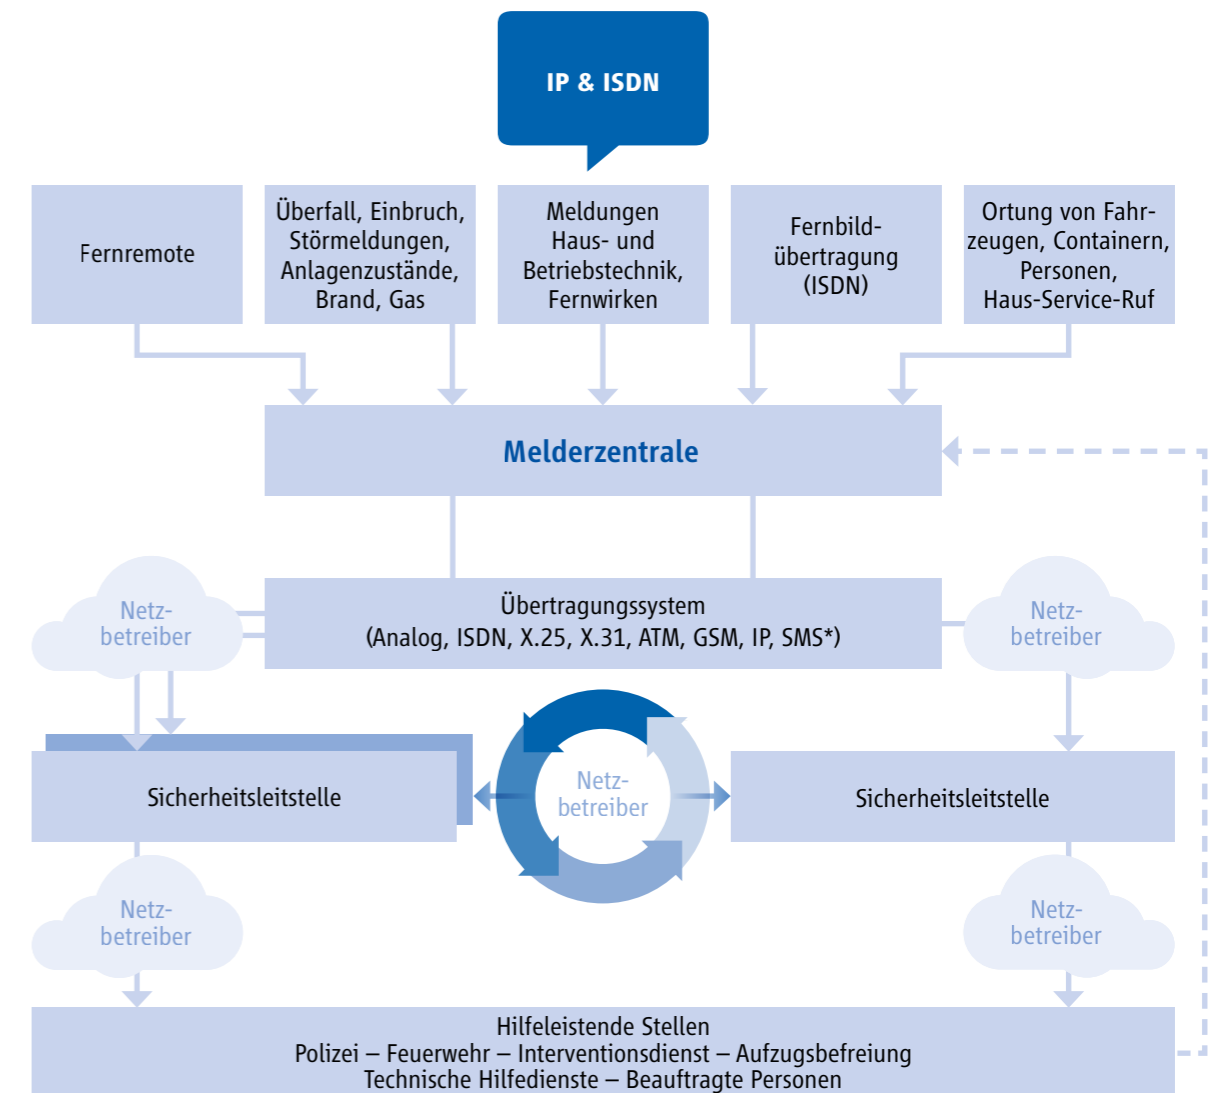 IP & ISDN
Fernremote
Überfall, Einbruch,
Störmeldungen,
Anlagenzustände,
Brand, Gas
Meldungen
Haus- und
Betriebstechnik,
Fernwirken
Fernbild-
übertragung
(ISDN)
Ortung von Fahr-
zeugen, Containern,
Personen,
Haus-Service-Ruf
Melderzentrale
Netz-
betreiber
Übertragungssystem
(Analog, ISDN, X.25, X.31, ATM, GSM, IP, SMS*)
Netz-
betreiber
Sicherheitsleitstelle
Netz-
betreiber
Sicherheitsleitstelle
Netz-
betreiber
Netz-
betreiber
Hilfeleistende Stellen
Polizei – Feuerwehr – Interventionsdienst – Aufzugsbefreiung
Technische Hilfedienste – Beauftragte Personen